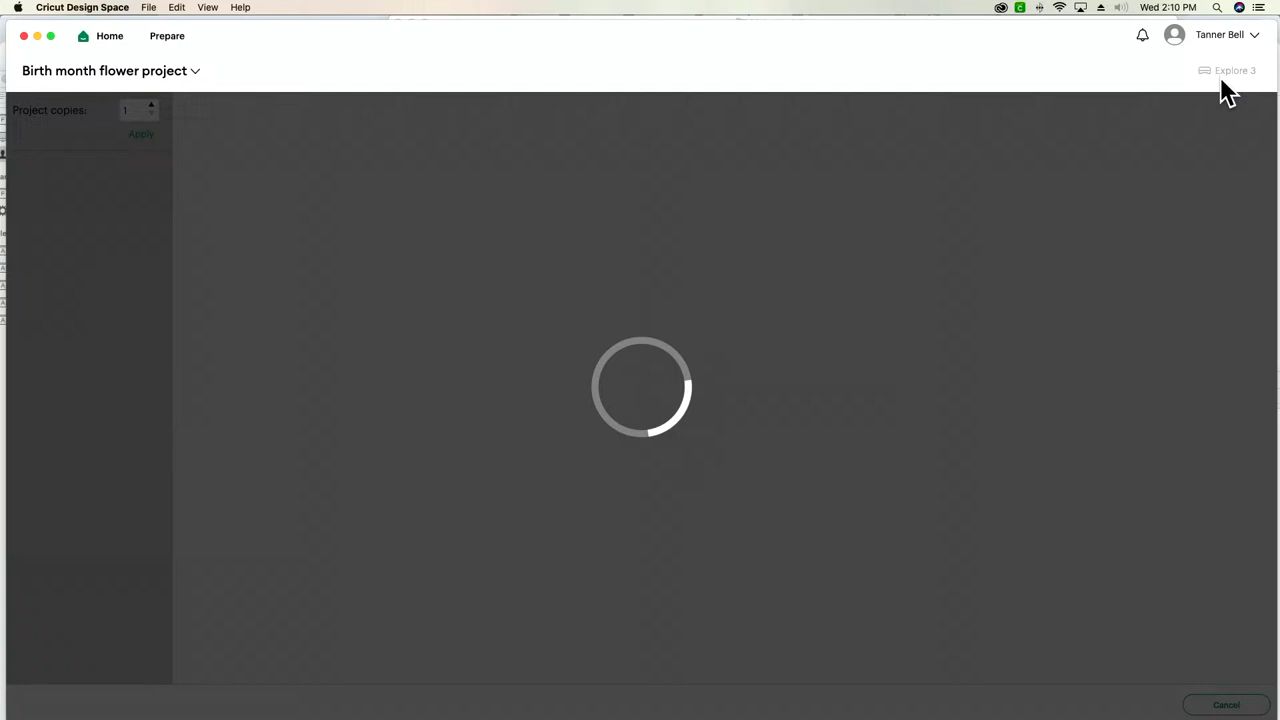 Cricut Design Space File Edit View Help Wed 2:10 PM
Home Prepare Tanner Bell
Birth month flower project Explore 3
Project copies: 1
Apply
Cancel